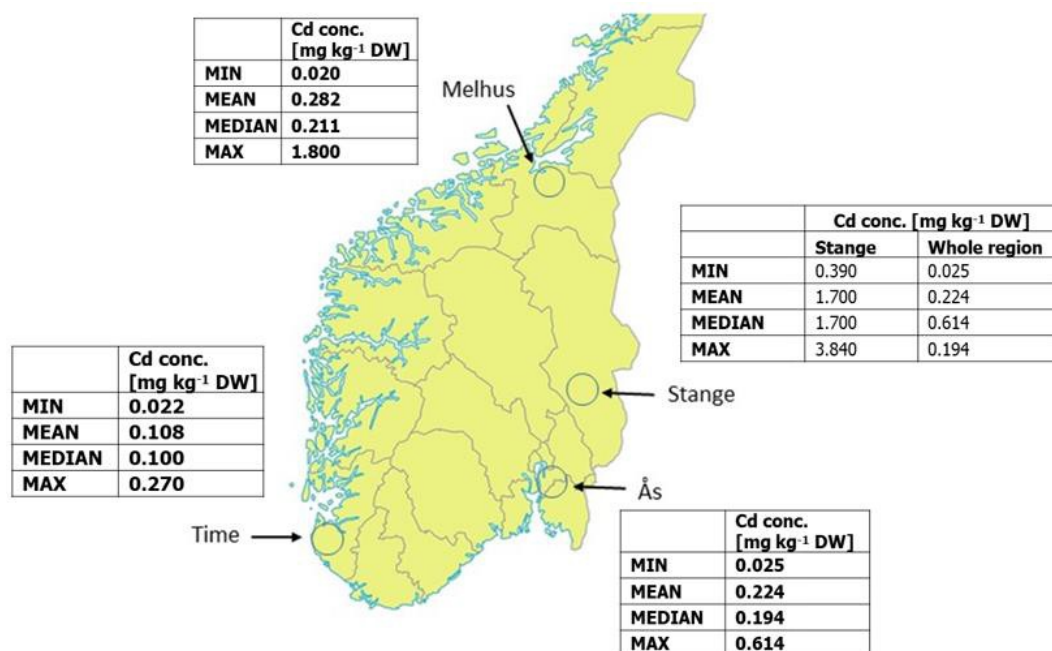 Cd conc.
[mg kg⁻¹ DW]
MIN 0.020
MEAN 0.282
MEDIAN 0.211
MAX 1.800
Melhus
Cd conc. [mg kg⁻¹ DW]
Stange Whole region
MIN 0.390 0.025
MEAN 1.700 0.224
MEDIAN 1.700 0.614
MAX 3.840 0.194
Cd conc.
[mg kg⁻¹ DW]
MIN 0.022
MEAN 0.108
MEDIAN 0.100
MAX 0.270
Stange
Ås
Time
Cd conc.
[mg kg⁻¹ DW]
MIN 0.025
MEAN 0.224
MEDIAN 0.194
MAX 0.614